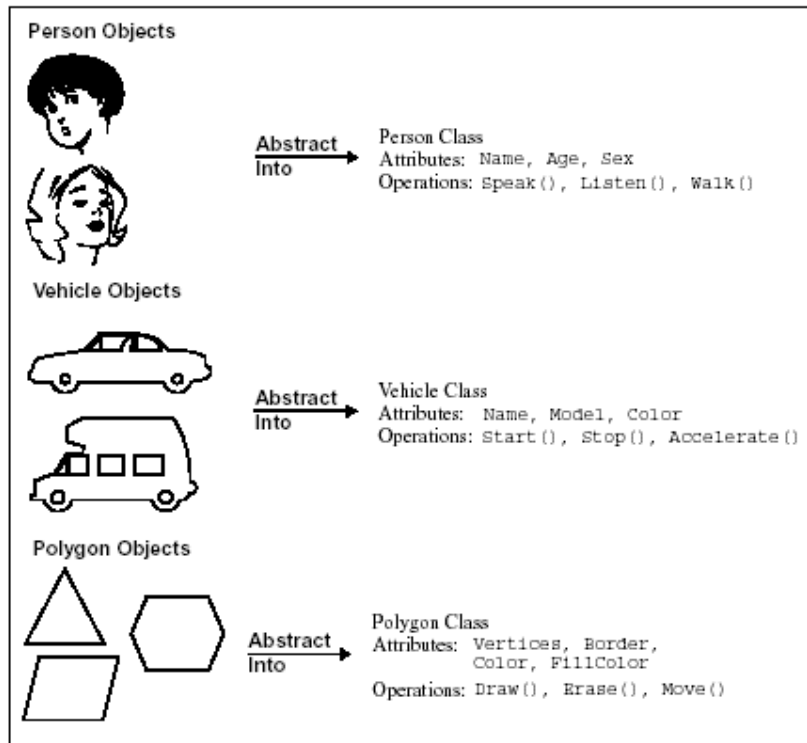 Person Objects
Abstract
Into
Person Class
Attributes: Name, Age, Sex
Operations: Speak(), Listen(), Walk()
Vehicle Objects
Abstract
Into
Vehicle Class
Attributes: Name, Model, Color
Operations: Start(), Stop(), Accelerate()
Polygon Objects
Abstract
Into
Polygon Class
Attributes: Vertices, Border,
Color, FillColor
Operations: Draw(), Erase(), Move()